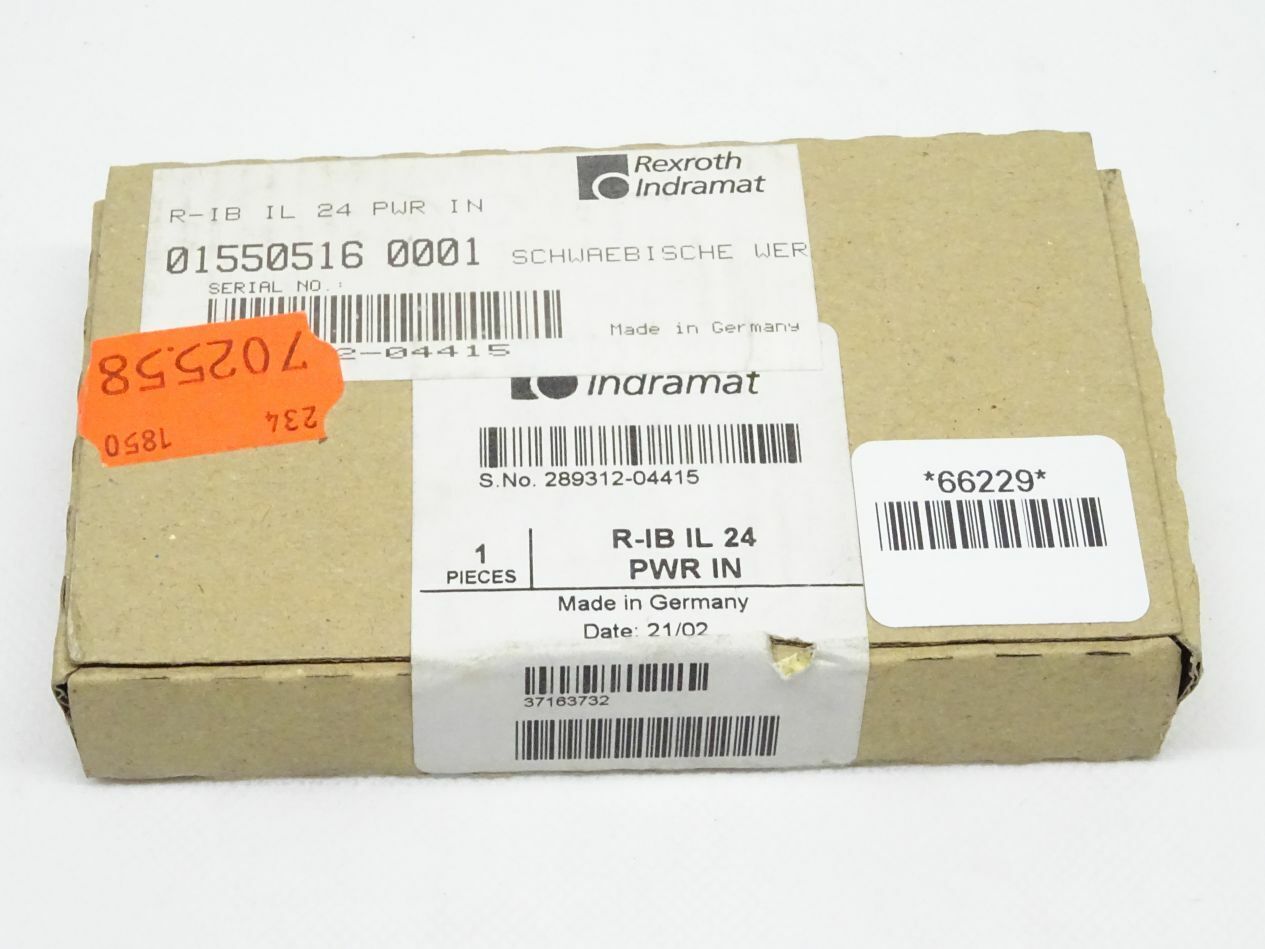 Rexroth
Indramat
R-IB IL 24 PWR IN
01550516 0001 SCHWAEBISCHE WER
SERIAL NO.:
Made in Germany
2-04415
7025.58
234
1850
Indramat
S.No. 289312-04415
*66229*
1
PIECES
R-IB IL 24
PWR IN
Made in Germany
Date: 21/02
37163732